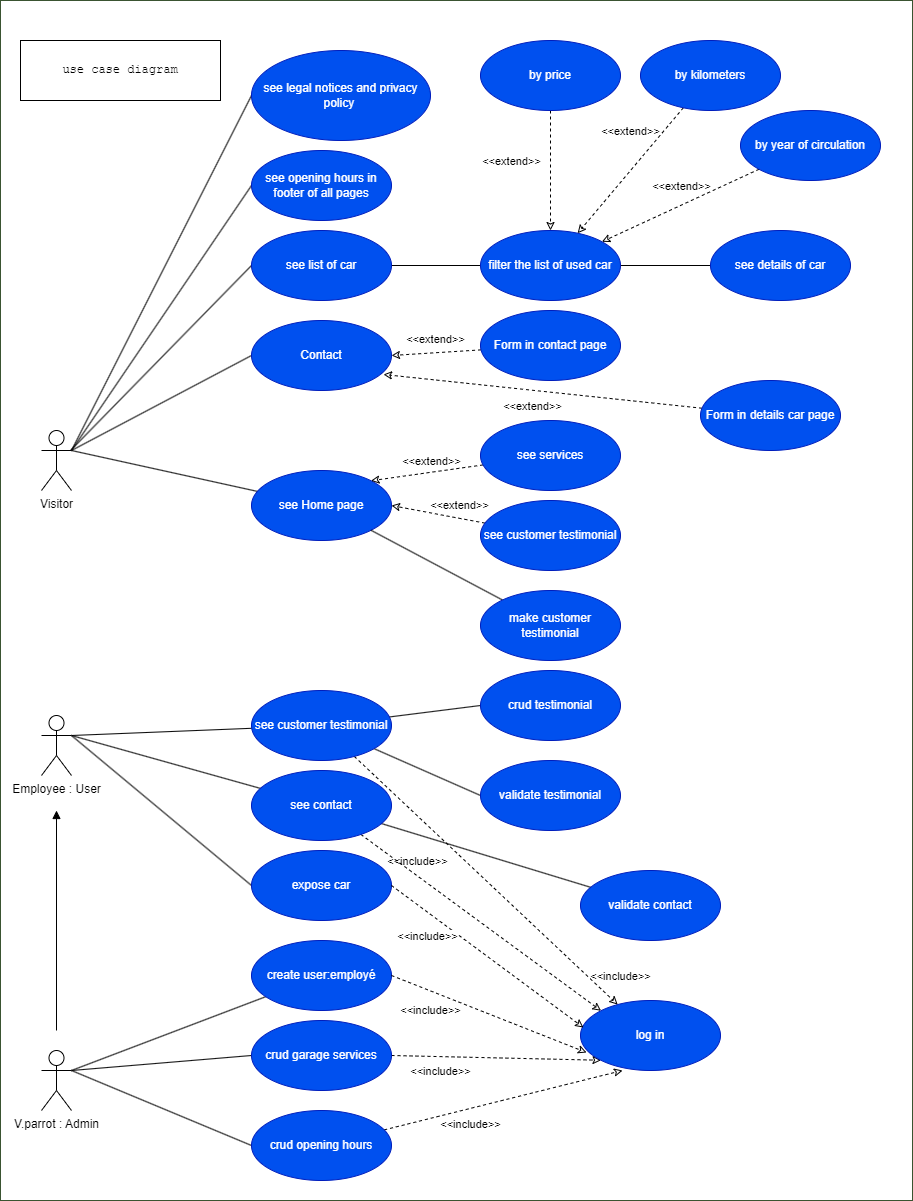 use case diagram
see legal notices and privacy
policy
by price
by kilometers
<<extend>>
by year of circulation
<<extend>>
see opening hours in
footer of all pages
<<extend>>
see list of car
filter the list of used car
see details of car
Contact
<<extend>>
Form in contact page
<<extend>>
Form in details car page
Visitor
see Home page
<<extend>>
see services
<<extend>>
see customer testimonial
make customer
testimonial
Employee : User
see customer testimonial
crud testimonial
see contact
validate testimonial
<<include>>
expose car
validate contact
<<include>>
create user:employé
<<include>>
<<include>>
log in
V.parrot : Admin
crud garage services
<<include>>
crud opening hours
<<include>>